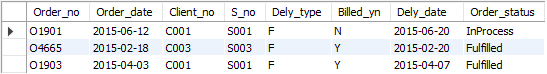 Order_no Order_date Client_no S_no Dely_type Billed_yn Dely_date Order_status
O1901 2015-06-12 C001 S001 F N 2015-06-20 InProcess
O4665 2015-02-18 C003 S003 F Y 2015-02-20 Fulfilled
O1903 2015-04-03 C001 S001 F Y 2015-04-07 Fulfilled